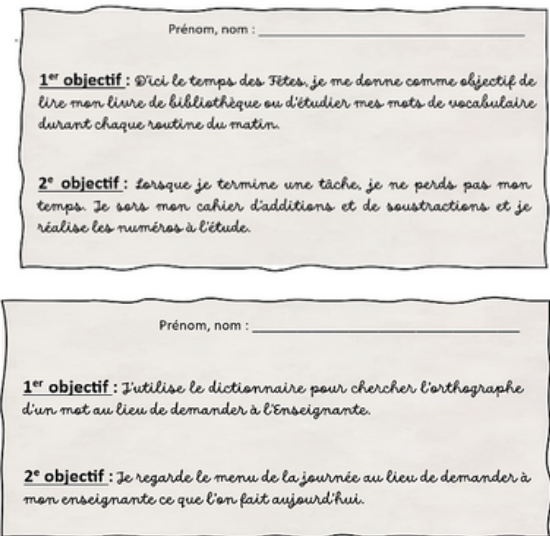 Prénom, nom : ____________________
1er objectif : D'ici le temps des Fêtes, je me donne comme objectif de
lire mon livre de bibliothèque ou d'étudier mes mots de vocabulaire
durant chaque routine du matin.
2e objectif : Lorsque je termine une tâche, je ne perds pas mon
temps. Je sors mon cahier d'additions et de soustractions et je
réalise les numéros à l'étude.
Prénom, nom : ____________________
1er objectif : J'utilise le dictionnaire pour chercher l'orthographe
d'un mot au lieu de demander à l'Enseignante.
2e objectif : Je regarde le menu de la journée au lieu de demander à
mon enseignante ce que l'on fait aujourd'hui.